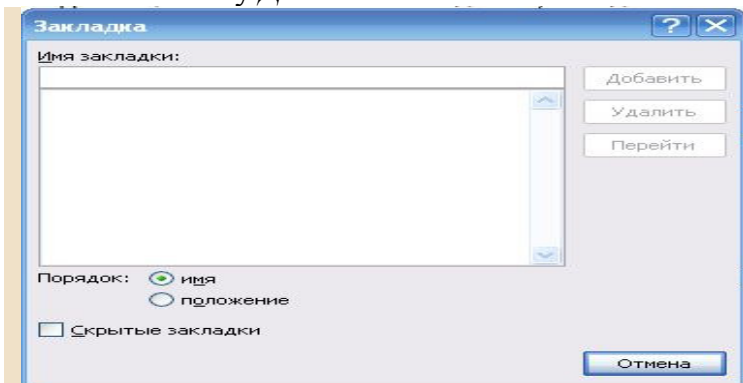 Закладка
Имя закладки:
Добавить
Удалить
Перейти
Порядок: имя
положение
Скрытые закладки
Отмена